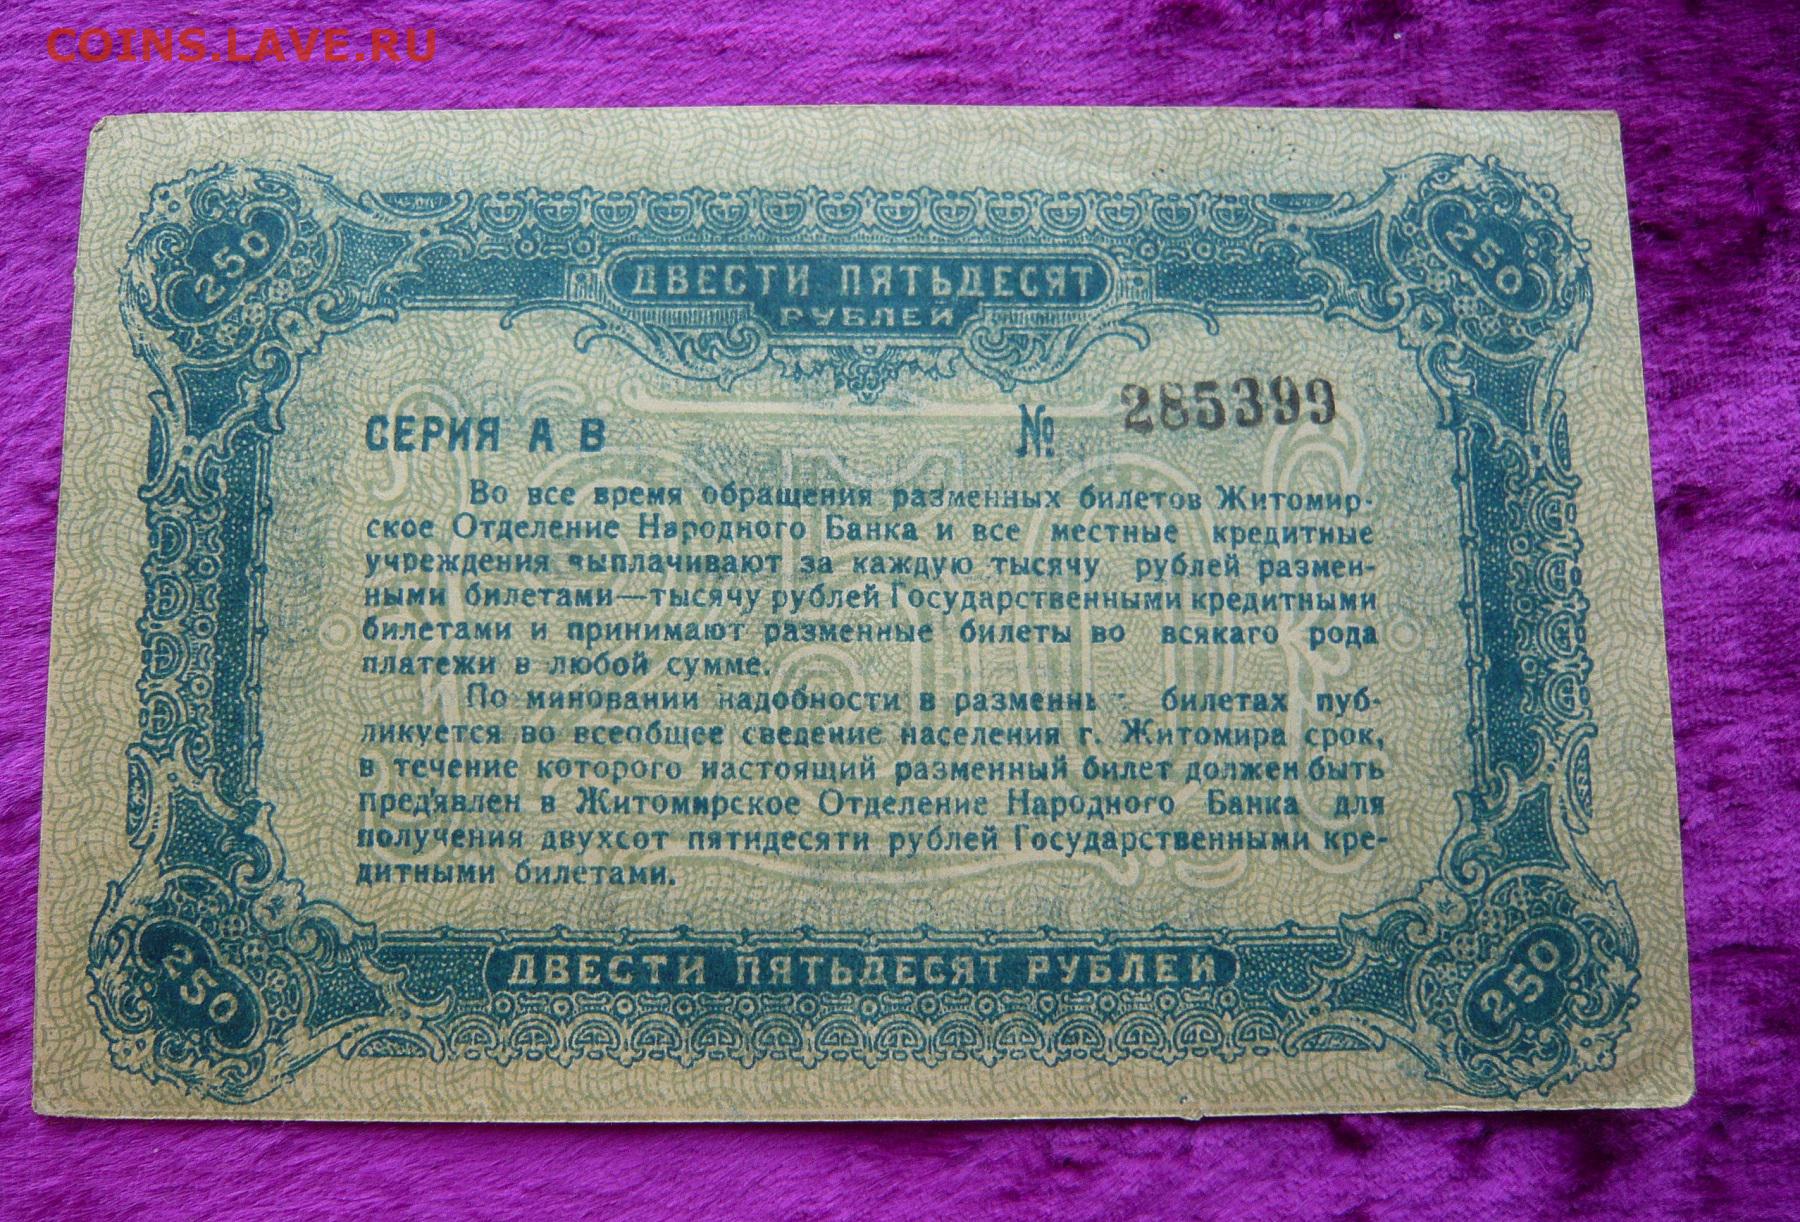 COINS.LAVE.RU
250
250
ДВЕСТИ ПЯТЬДЕСЯТ
РУБЛЕЙ
СЕРИЯ А В № 285399
Во все время обращения разменных билетов Житомир-
ское Отделение Народного Банка и все местные кредитные
учреждения выплачивают за каждую тысячу рублей размен-
ными билетами—тысячу рублей Государственными кредитными
билетами и принимают разменные билеты во всякаго рода
платежи в любой сумме.
По миновании надобности в разменных билетах пуб-
ликуется во всеобщее сведение населения г. Житомира срок,
в течение которого настоящий разменный билет должен быть
пред'явлен в Житомирское Отделение Народного Банка для
получения двухсот пятидесяти рублей Государственными кре-
дитными билетами.
250
ДВЕСТИ ПЯТЬДЕСЯТ РУБЛЕЙ
250
250